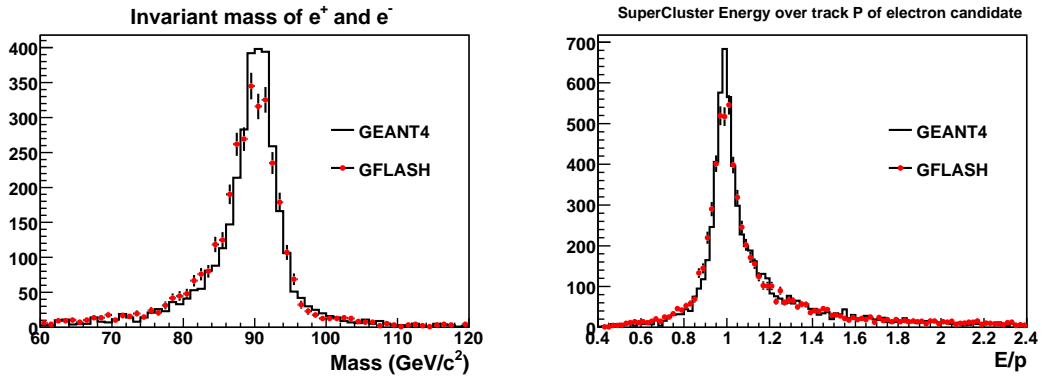 Invariant mass of e⁺ and e⁻
400
350
300
250
200
150
100
50
0
60 70 80 90 100 110 120
Mass (GeV/c²)
GEANT4
GFLASH
SuperCluster Energy over track P of electron candidate
700
600
500
400
300
200
100
0
0.4 0.6 0.8 1 1.2 1.4 1.6 1.8 2 2.2 2.4
E/p
GEANT4
GFLASH